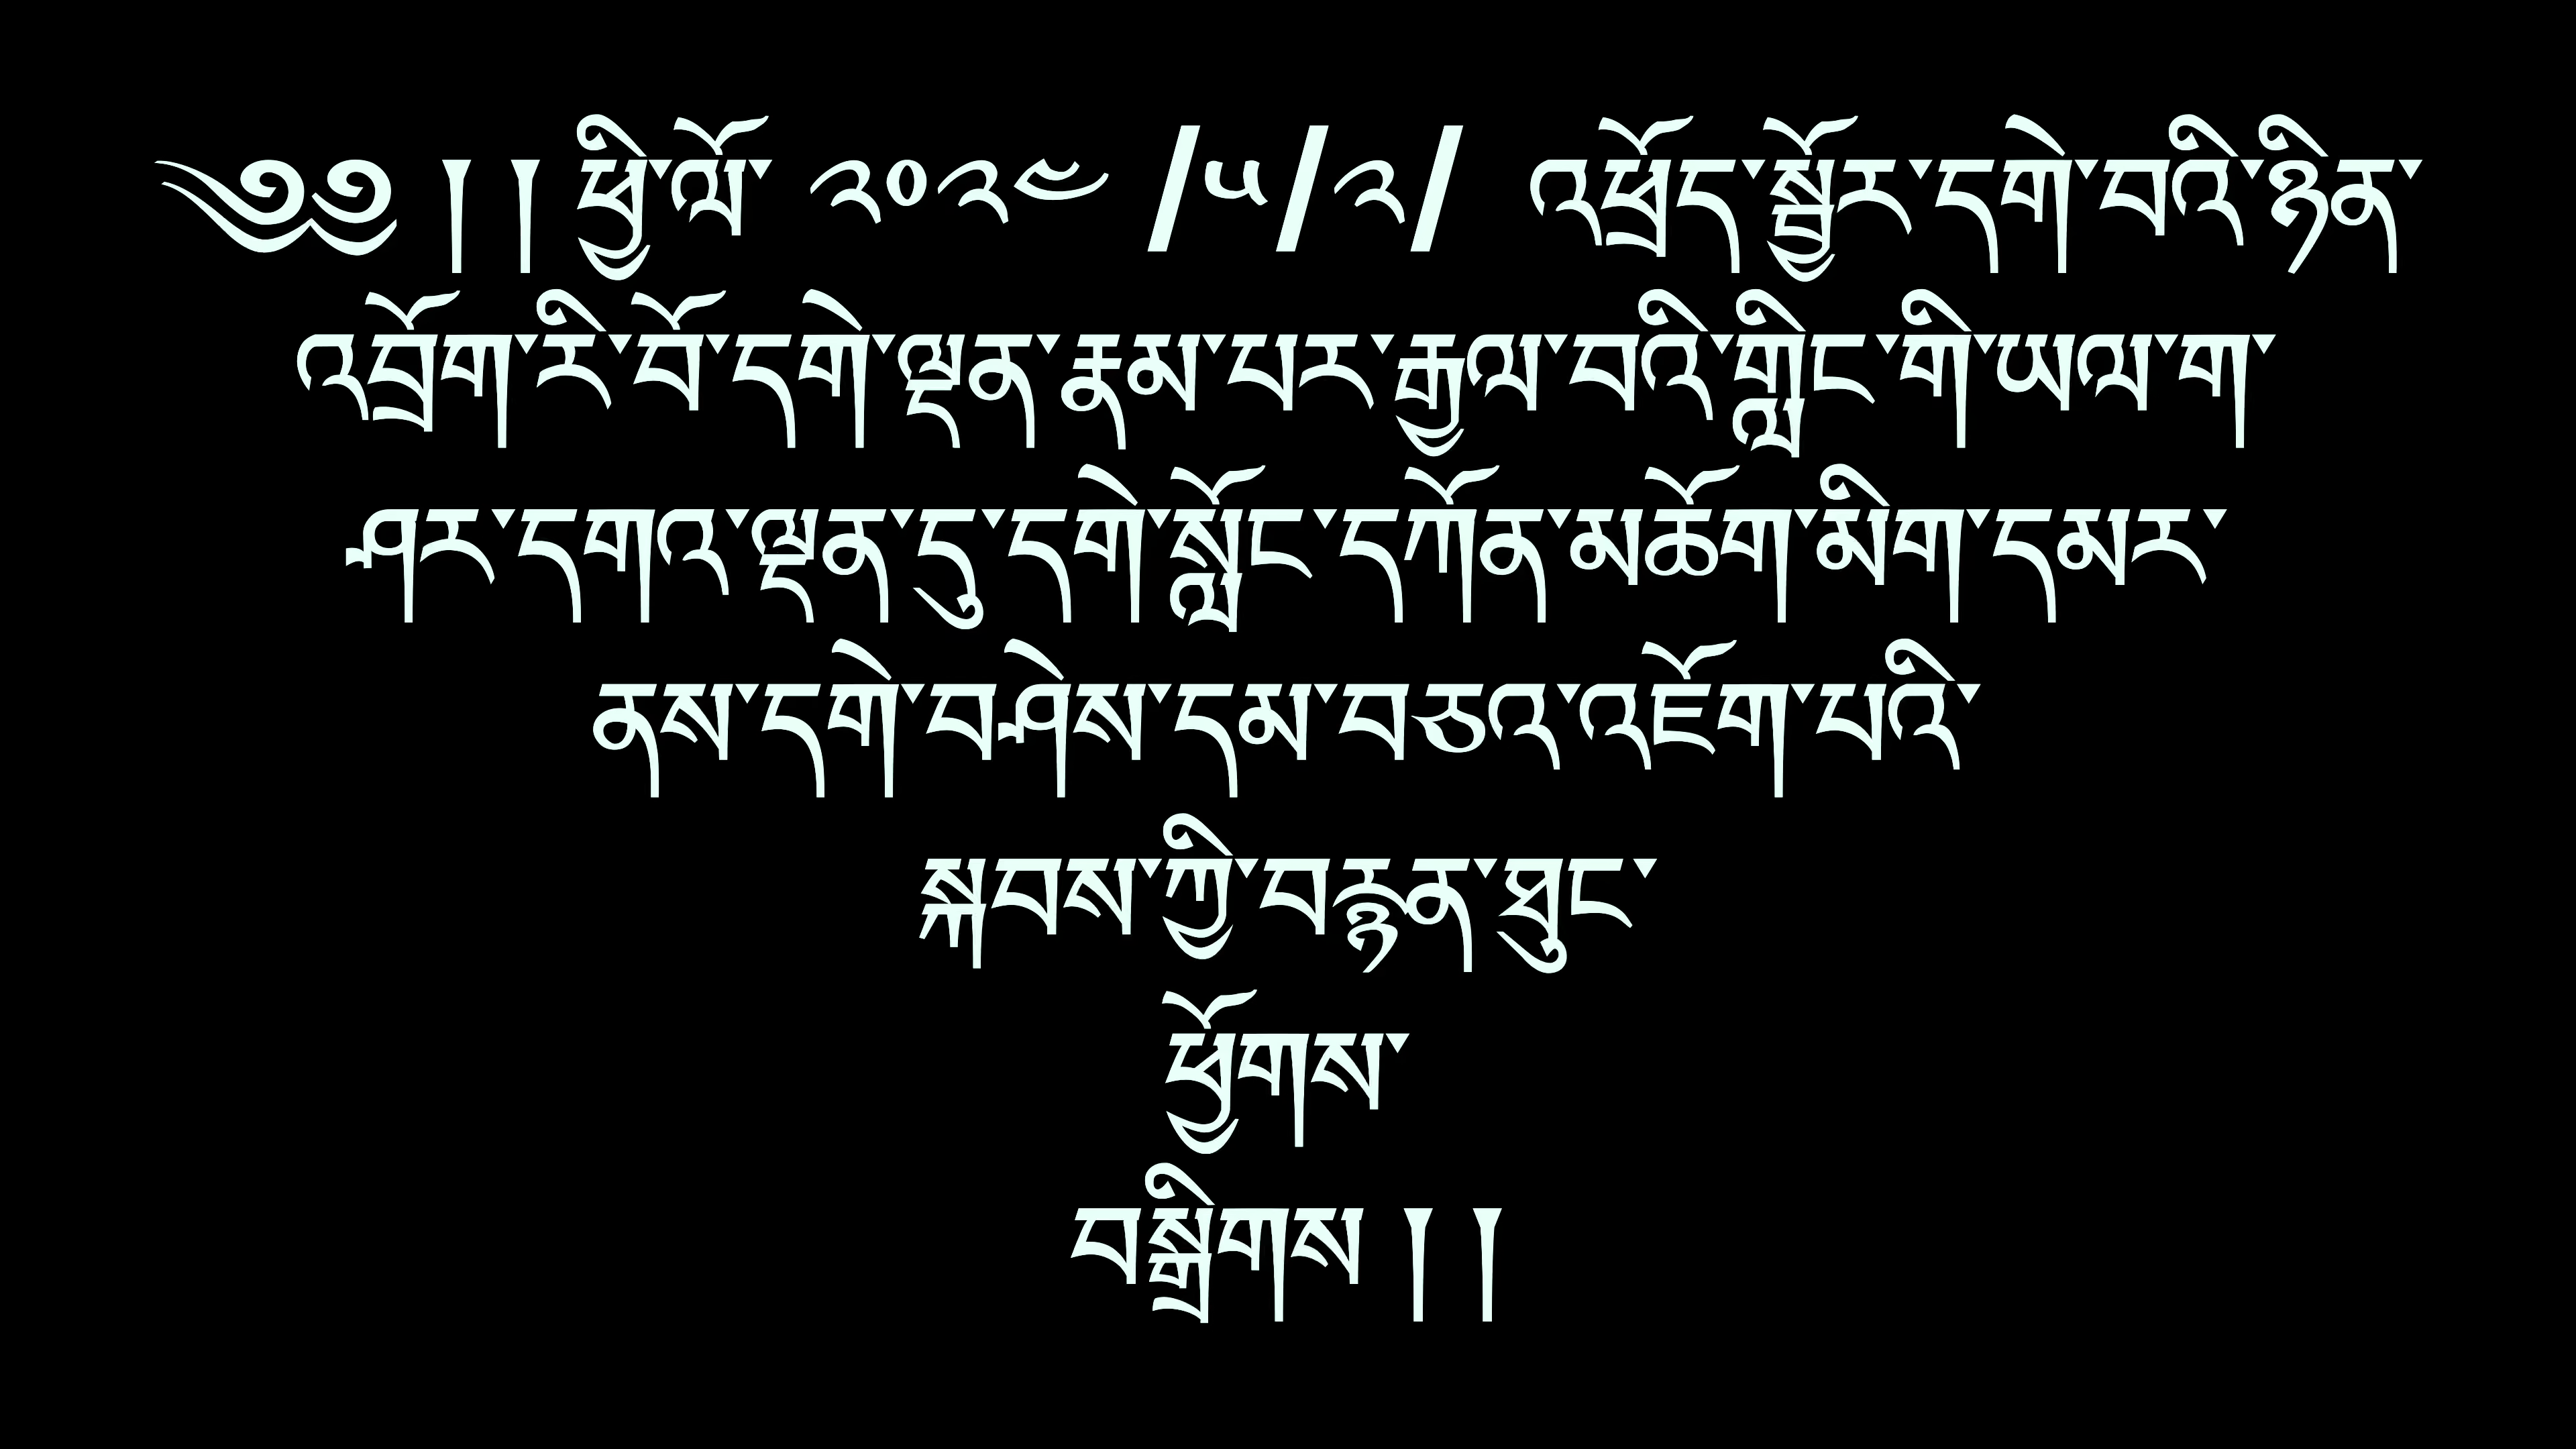 ༄༅།།ཕྱི་ལོ་ ༢༠༢༥ /༥/༢/ འཕྲོད་སྦྱོར་དགེ་བའི་ཉིན་
འབྲོག་རི་བོ་དགེ་ལྡན་རྣམ་པར་རྒྱལ་བའི་གླིང་གི་ཡལ་ག་
ཤར་དགའ་ལྡན་དུ་དགེ་སློང་དཀོན་མཆོག་མིག་དམར་
ནས་དགེ་བཤེས་དམ་བཅའ་འཇོག་པའི་
སྐབས་ཀྱི་བརྙན་ཐུང་
ཕྱོགས་
བསྒྲིགས།།